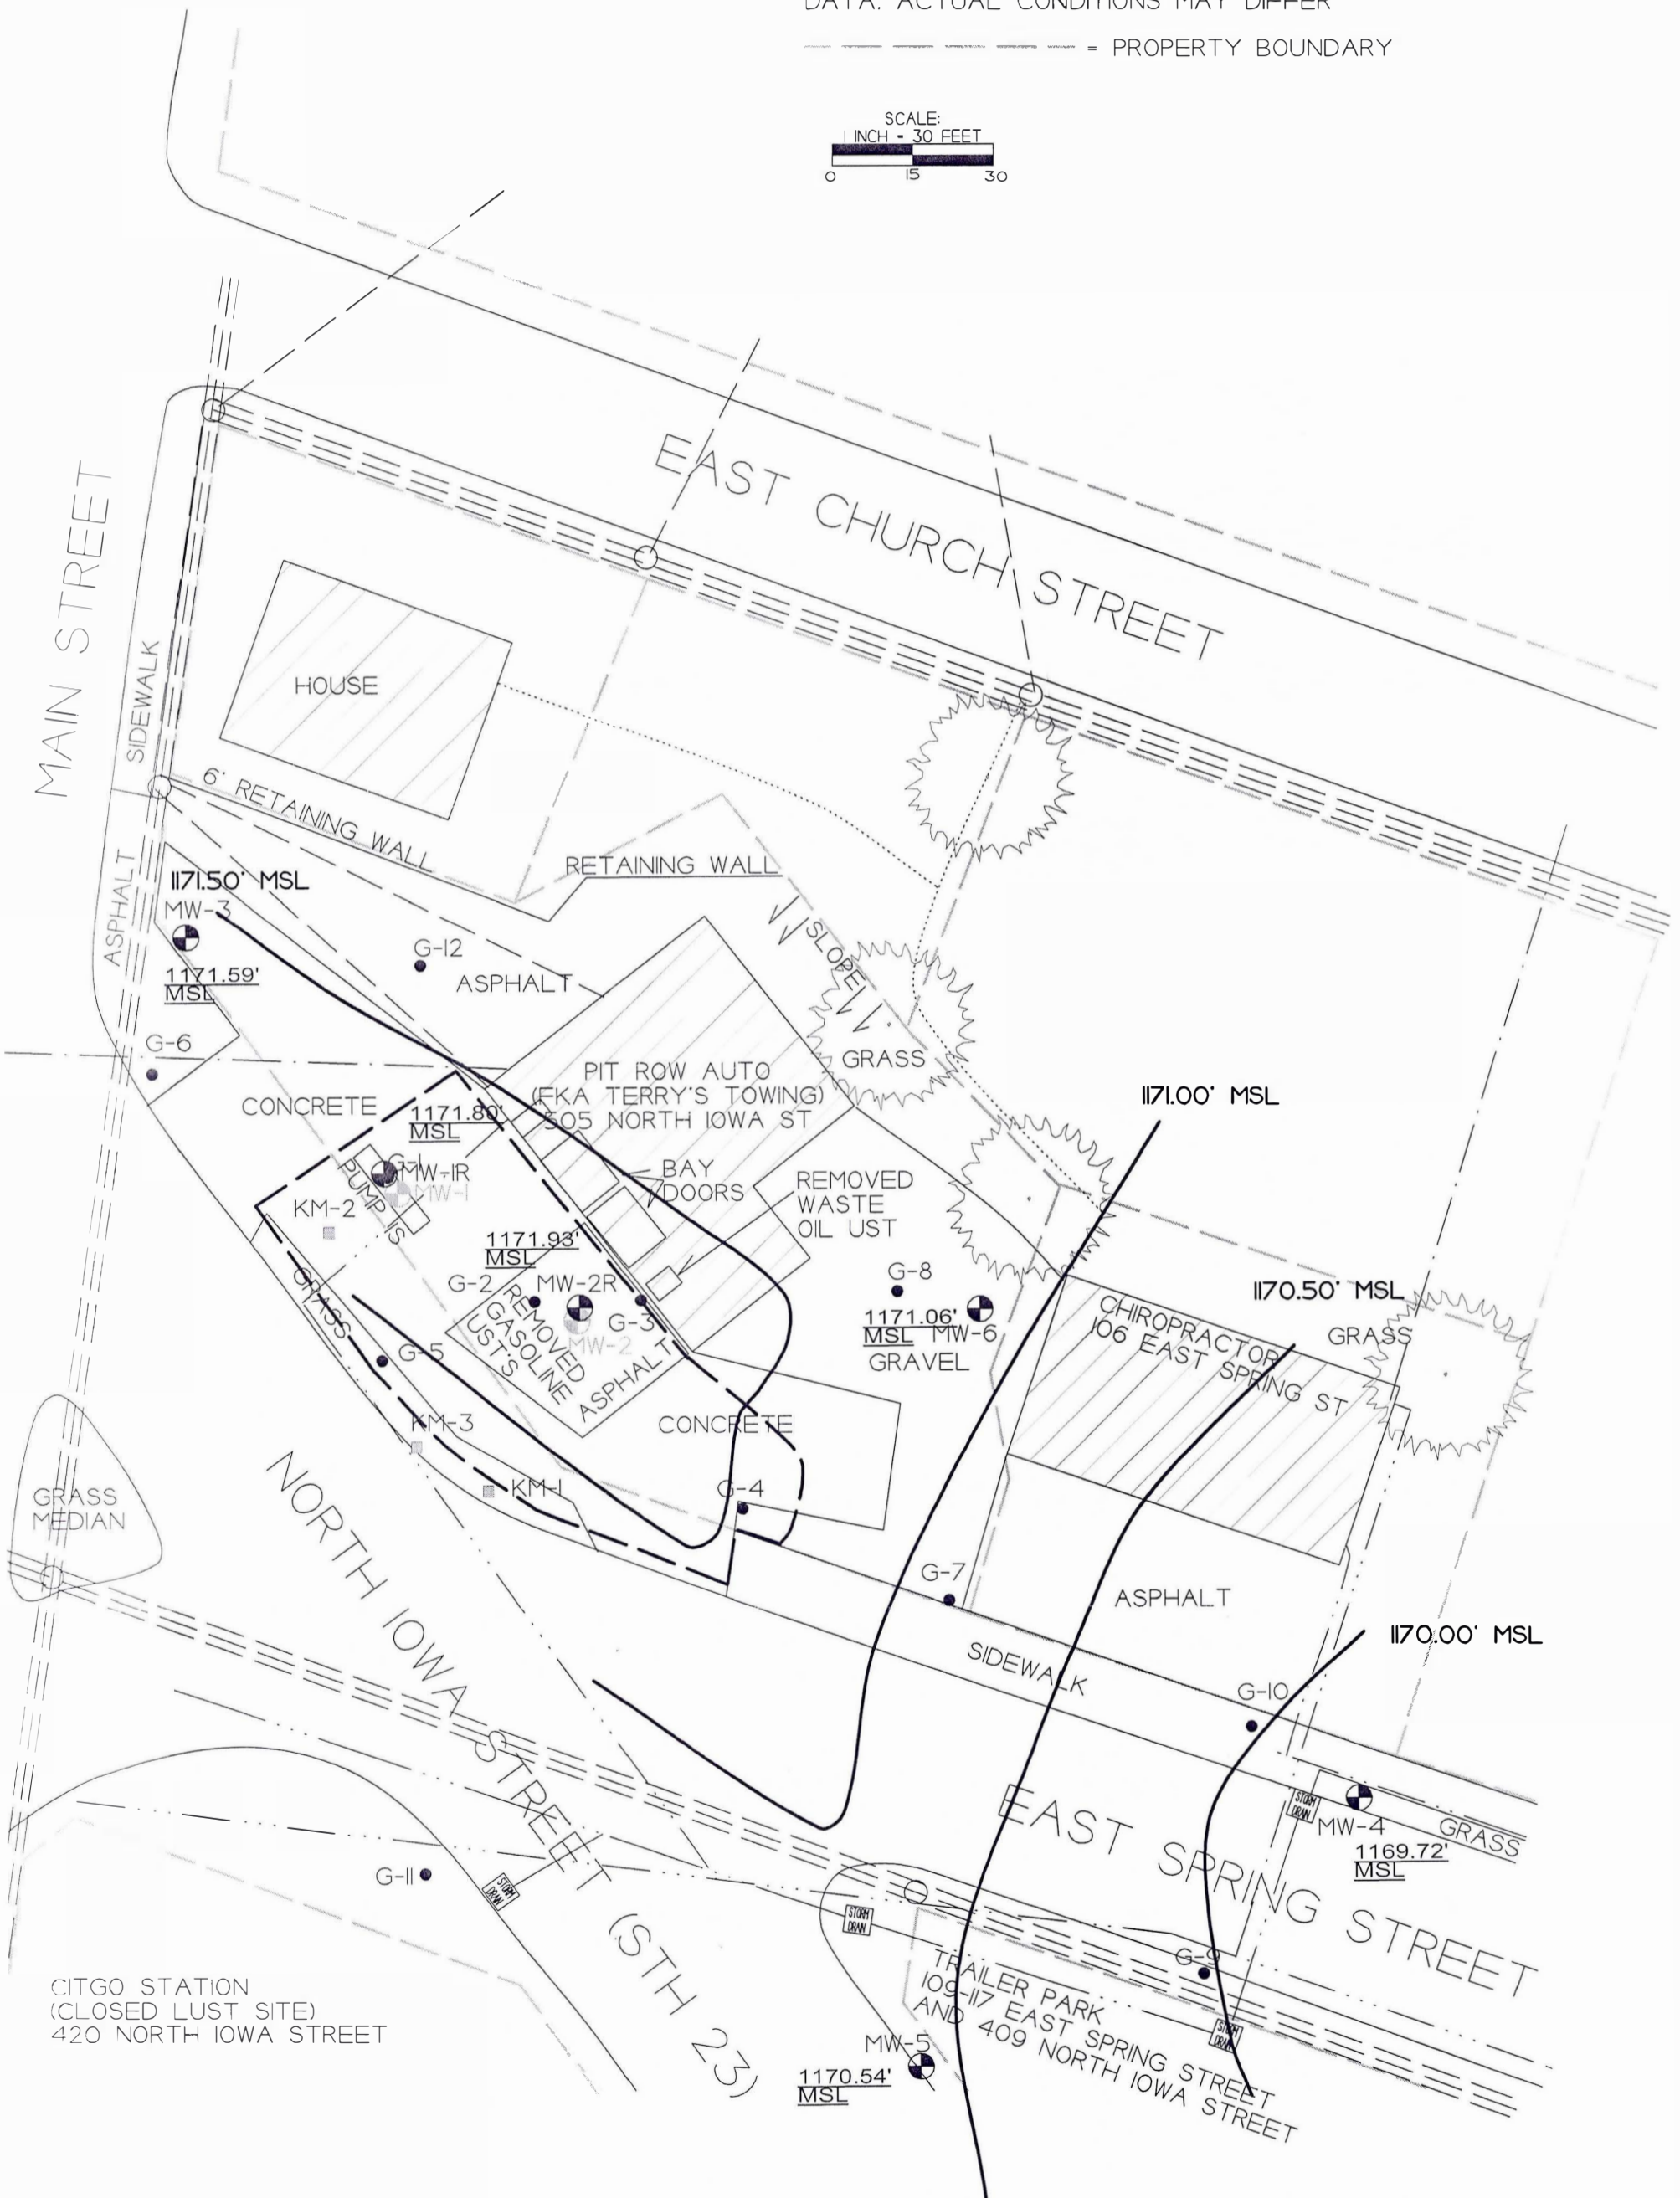 DATA. ACTUAL CONDITIONS MAY DIFFER
= PROPERTY BOUNDARY
SCALE:
1 INCH = 30 FEET
0 15 30
EAST CHURCH STREET
MAIN STREET
SIDEWALK
HOUSE
6' RETAINING WALL
RETAINING WALL
ASPHALT
1171.50' MSL
MW-3
1171.59'
MSL
G-12
ASPHALT
SLOPE
GRASS
G-6
CONCRETE
PIT ROW AUTO
(FKA TERRY'S TOWING)
505 NORTH IOWA ST
1171.80'
MSL
1171.00' MSL
G-1
MW-1R
MW-1
PUMP IS
KM-2
BAY
DOORS
REMOVED
WASTE
OIL UST
1171.93'
MSL
G-2
MW-2R
G-3
MW-2
REMOVED
GASOLINE
UST'S
ASPHALT
G-8
1171.06'
MSL
MW-6
GRAVEL
1170.50' MSL
CHIROPRACTOR
106 EAST SPRING ST
GRASS
GRASS
G-5
KM-3
CONCRETE
KM-1
G-4
GRASS
MEDIAN
NORTH IOWA STREET (STH 23)
G-7
ASPHALT
SIDEWALK
1170.00' MSL
G-10
STORM
DRAIN
MW-4
1169.72'
MSL
GRASS
EAST SPRING STREET
G-11
STORM
DRAIN
STORM
DRAIN
G-9
STORM
DRAIN
TRAILER PARK
109-117 EAST SPRING STREET
AND 409 NORTH IOWA STREET
MW-5
1170.54'
MSL
CITGO STATION
(CLOSED LUST SITE)
420 NORTH IOWA STREET